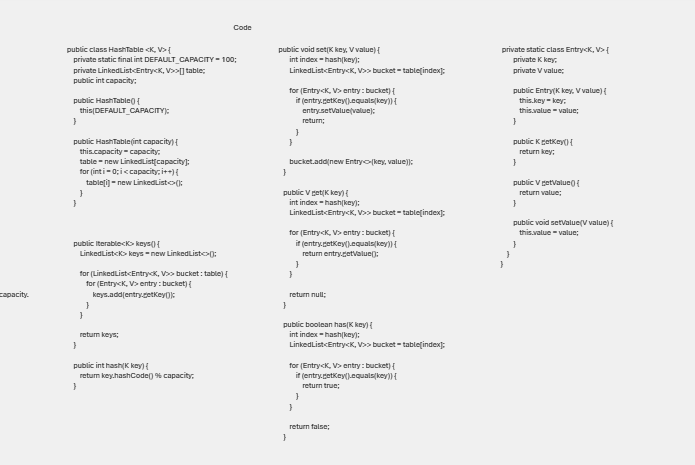 Code
public class HashTable <K, V> {
private static final int DEFAULT_CAPACITY = 100;
private LinkedList<Entry<K, V>>[] table;
public int capacity;
public HashTable() {
this(DEFAULT_CAPACITY);
}
public HashTable(int capacity) {
this.capacity = capacity;
table = new LinkedList[capacity];
for (int i = 0; i < capacity; i++) {
table[i] = new LinkedList<>();
}
}
public Iterable<K> keys() {
LinkedList<K> keys = new LinkedList<>();
for (LinkedList<Entry<K, V>> bucket : table) {
for (Entry<K, V> entry : bucket) {
keys.add(entry.getKey());
}
}
return keys;
}
public int hash(K key) {
return key.hashCode() % capacity;
}
capacity.
public void set(K key, V value) {
int index = hash(key);
LinkedList<Entry<K, V>> bucket = table[index];
for (Entry<K, V> entry : bucket) {
if (entry.getKey().equals(key)) {
entry.setValue(value);
return;
}
}
bucket.add(new Entry<>(key, value));
}
public V get(K key) {
int index = hash(key);
LinkedList<Entry<K, V>> bucket = table[index];
for (Entry<K, V> entry : bucket) {
if (entry.getKey().equals(key)) {
return entry.getValue();
}
}
return null;
}
public boolean has(K key) {
int index = hash(key);
LinkedList<Entry<K, V>> bucket = table[index];
for (Entry<K, V> entry : bucket) {
if (entry.getKey().equals(key)) {
return true;
}
}
return false;
}
private static class Entry<K, V> {
private K key;
private V value;
public Entry(K key, V value) {
this.key = key;
this.value = value;
}
public K getKey() {
return key;
}
public V getValue() {
return value;
}
public void setValue(V value) {
this.value = value;
}
}
}